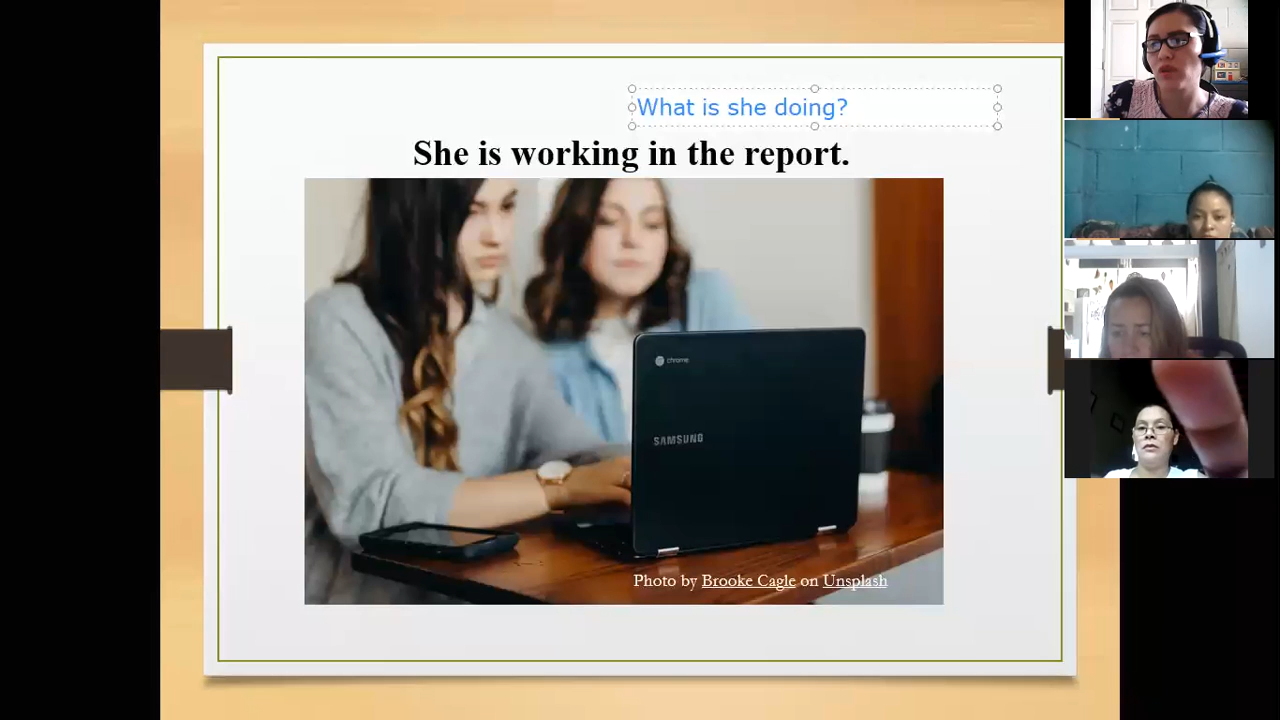 What is she doing?
She is working in the report.
chrome
SAMSUNG
Photo by Brooke Cagle on Unsplash